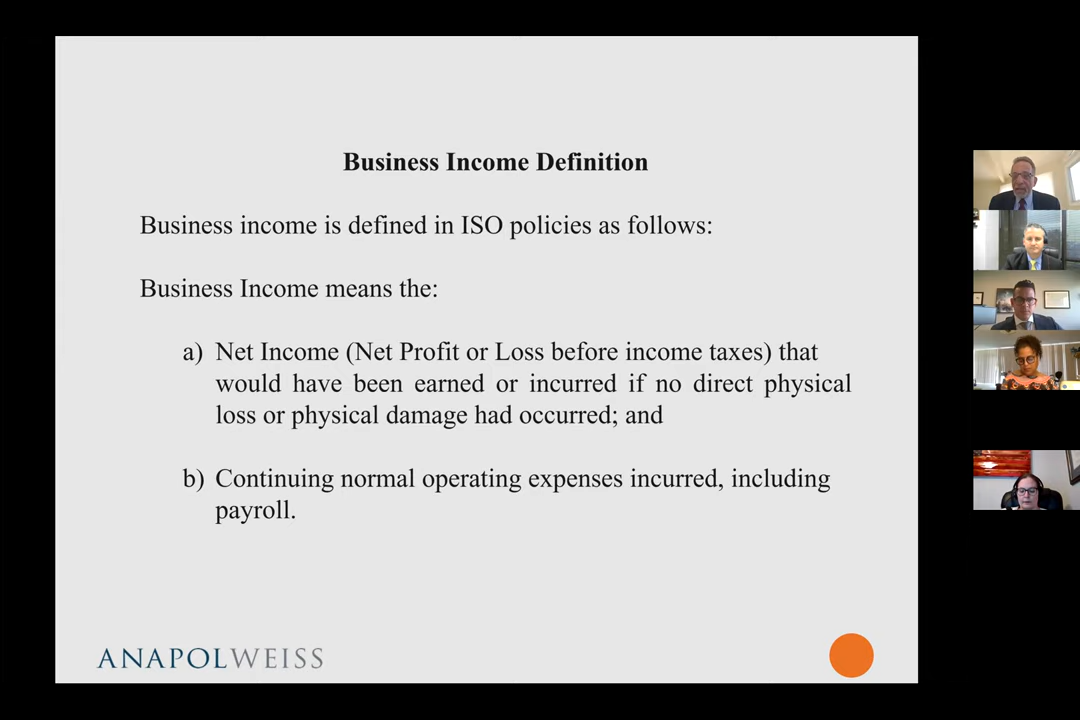 Business Income Definition
Business income is defined in ISO policies as follows:
Business Income means the:
a) Net Income (Net Profit or Loss before income taxes) that
would have been earned or incurred if no direct physical
loss or physical damage had occurred; and
b) Continuing normal operating expenses incurred, including
payroll.
ANAPOLWEISS